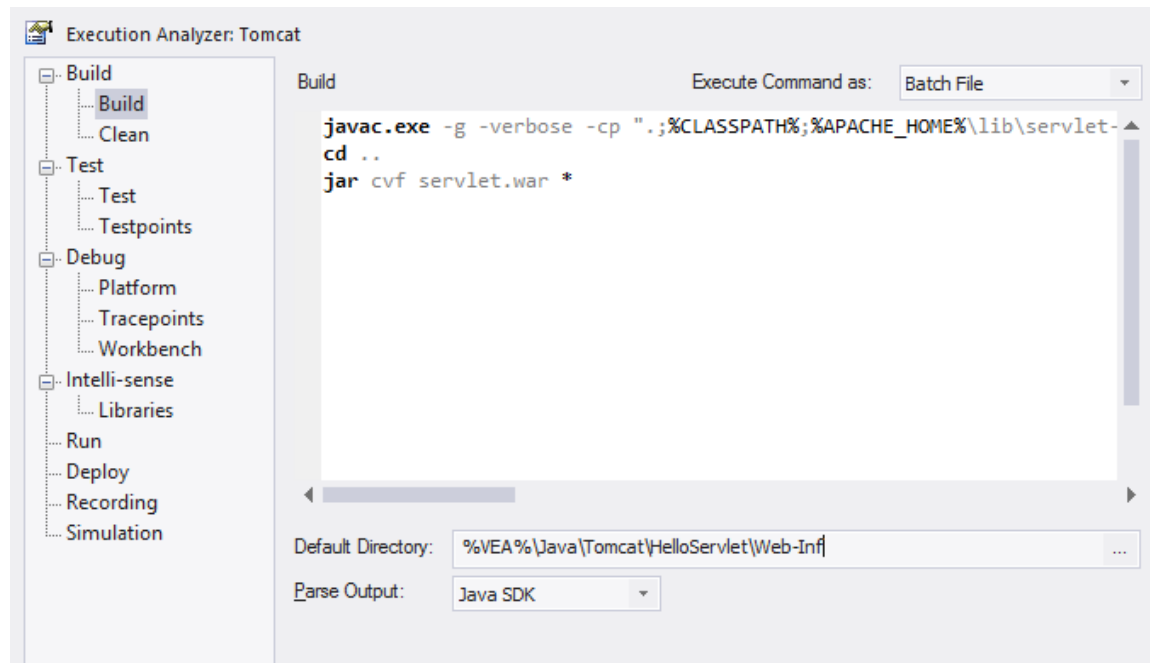 Execution Analyzer: Tomcat
Build
Build
Clean
Test
Test
Testpoints
Debug
Platform
Tracepoints
Workbench
Intelli-sense
Libraries
Run
Deploy
Recording
Simulation
Build Execute Command as: Batch File
javac.exe -g -verbose -cp ".;%CLASSPATH%;%APACHE_HOME%\lib\servlet-
cd ..
jar cvf servlet.war *
Default Directory: %VEA%\Java\Tomcat\HelloServlet\Web-Inf ...
Parse Output: Java SDK